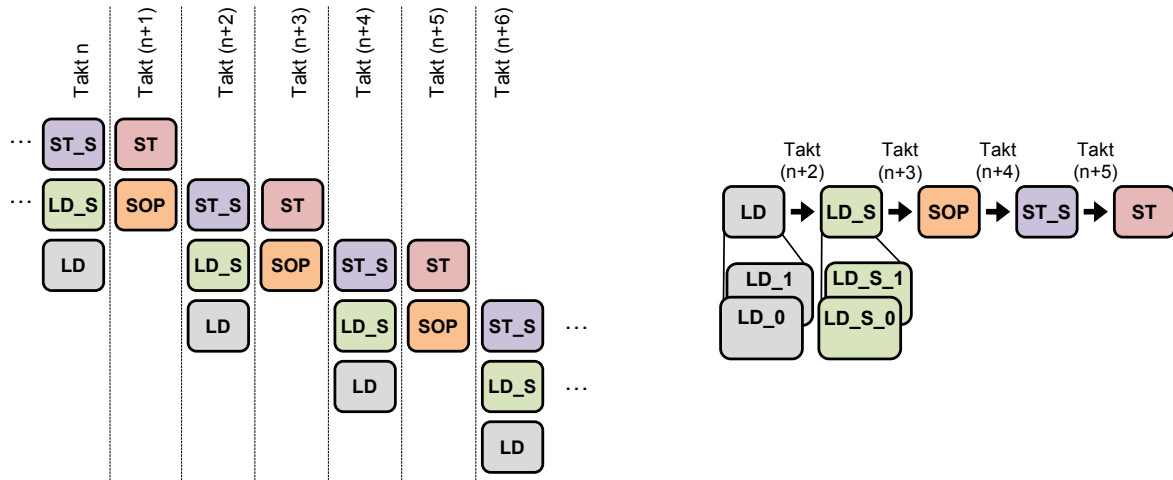 Takt n
Takt (n+1)
Takt (n+2)
Takt (n+3)
Takt (n+4)
Takt (n+5)
Takt (n+6)
... ST_S ST
... LD_S SOP ST_S ST
LD LD_S SOP ST_S ST
LD LD_S SOP ST_S ...
LD LD_S ...
LD
Takt
(n+2)
Takt
(n+3)
Takt
(n+4)
Takt
(n+5)
LD LD_S SOP ST_S ST
LD_1 LD_S_1
LD_0 LD_S_0